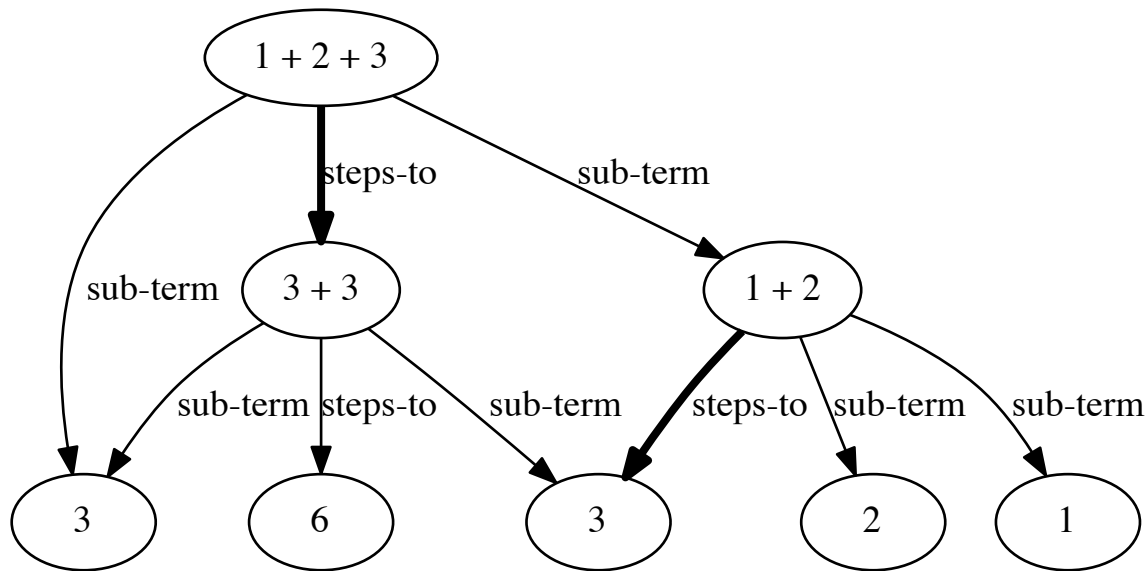 1 + 2 + 3
steps-to
sub-term
sub-term
3 + 3
1 + 2
sub-term
steps-to
sub-term
steps-to
sub-term
sub-term
3
6
3
2
1